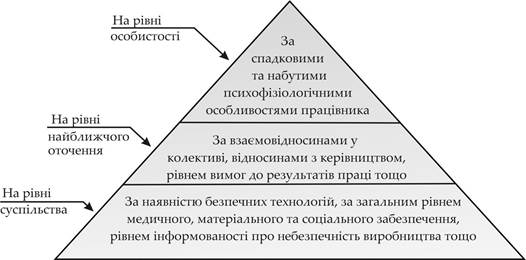 На рівні
особистості
За
спадковими
та набутими
психофізіологічними
особливостями працівника
На рівні
найближчого
оточення
За взаємовідносинами у
колективі, відносинами з керівництвом,
рівнем вимог до результатів праці тощо
На рівні
суспільства
За наявністю безпечних технологій, за загальним рівнем
медичного, матеріального та соціального забезпечення,
рівнем інформованості про небезпечність виробництва тощо